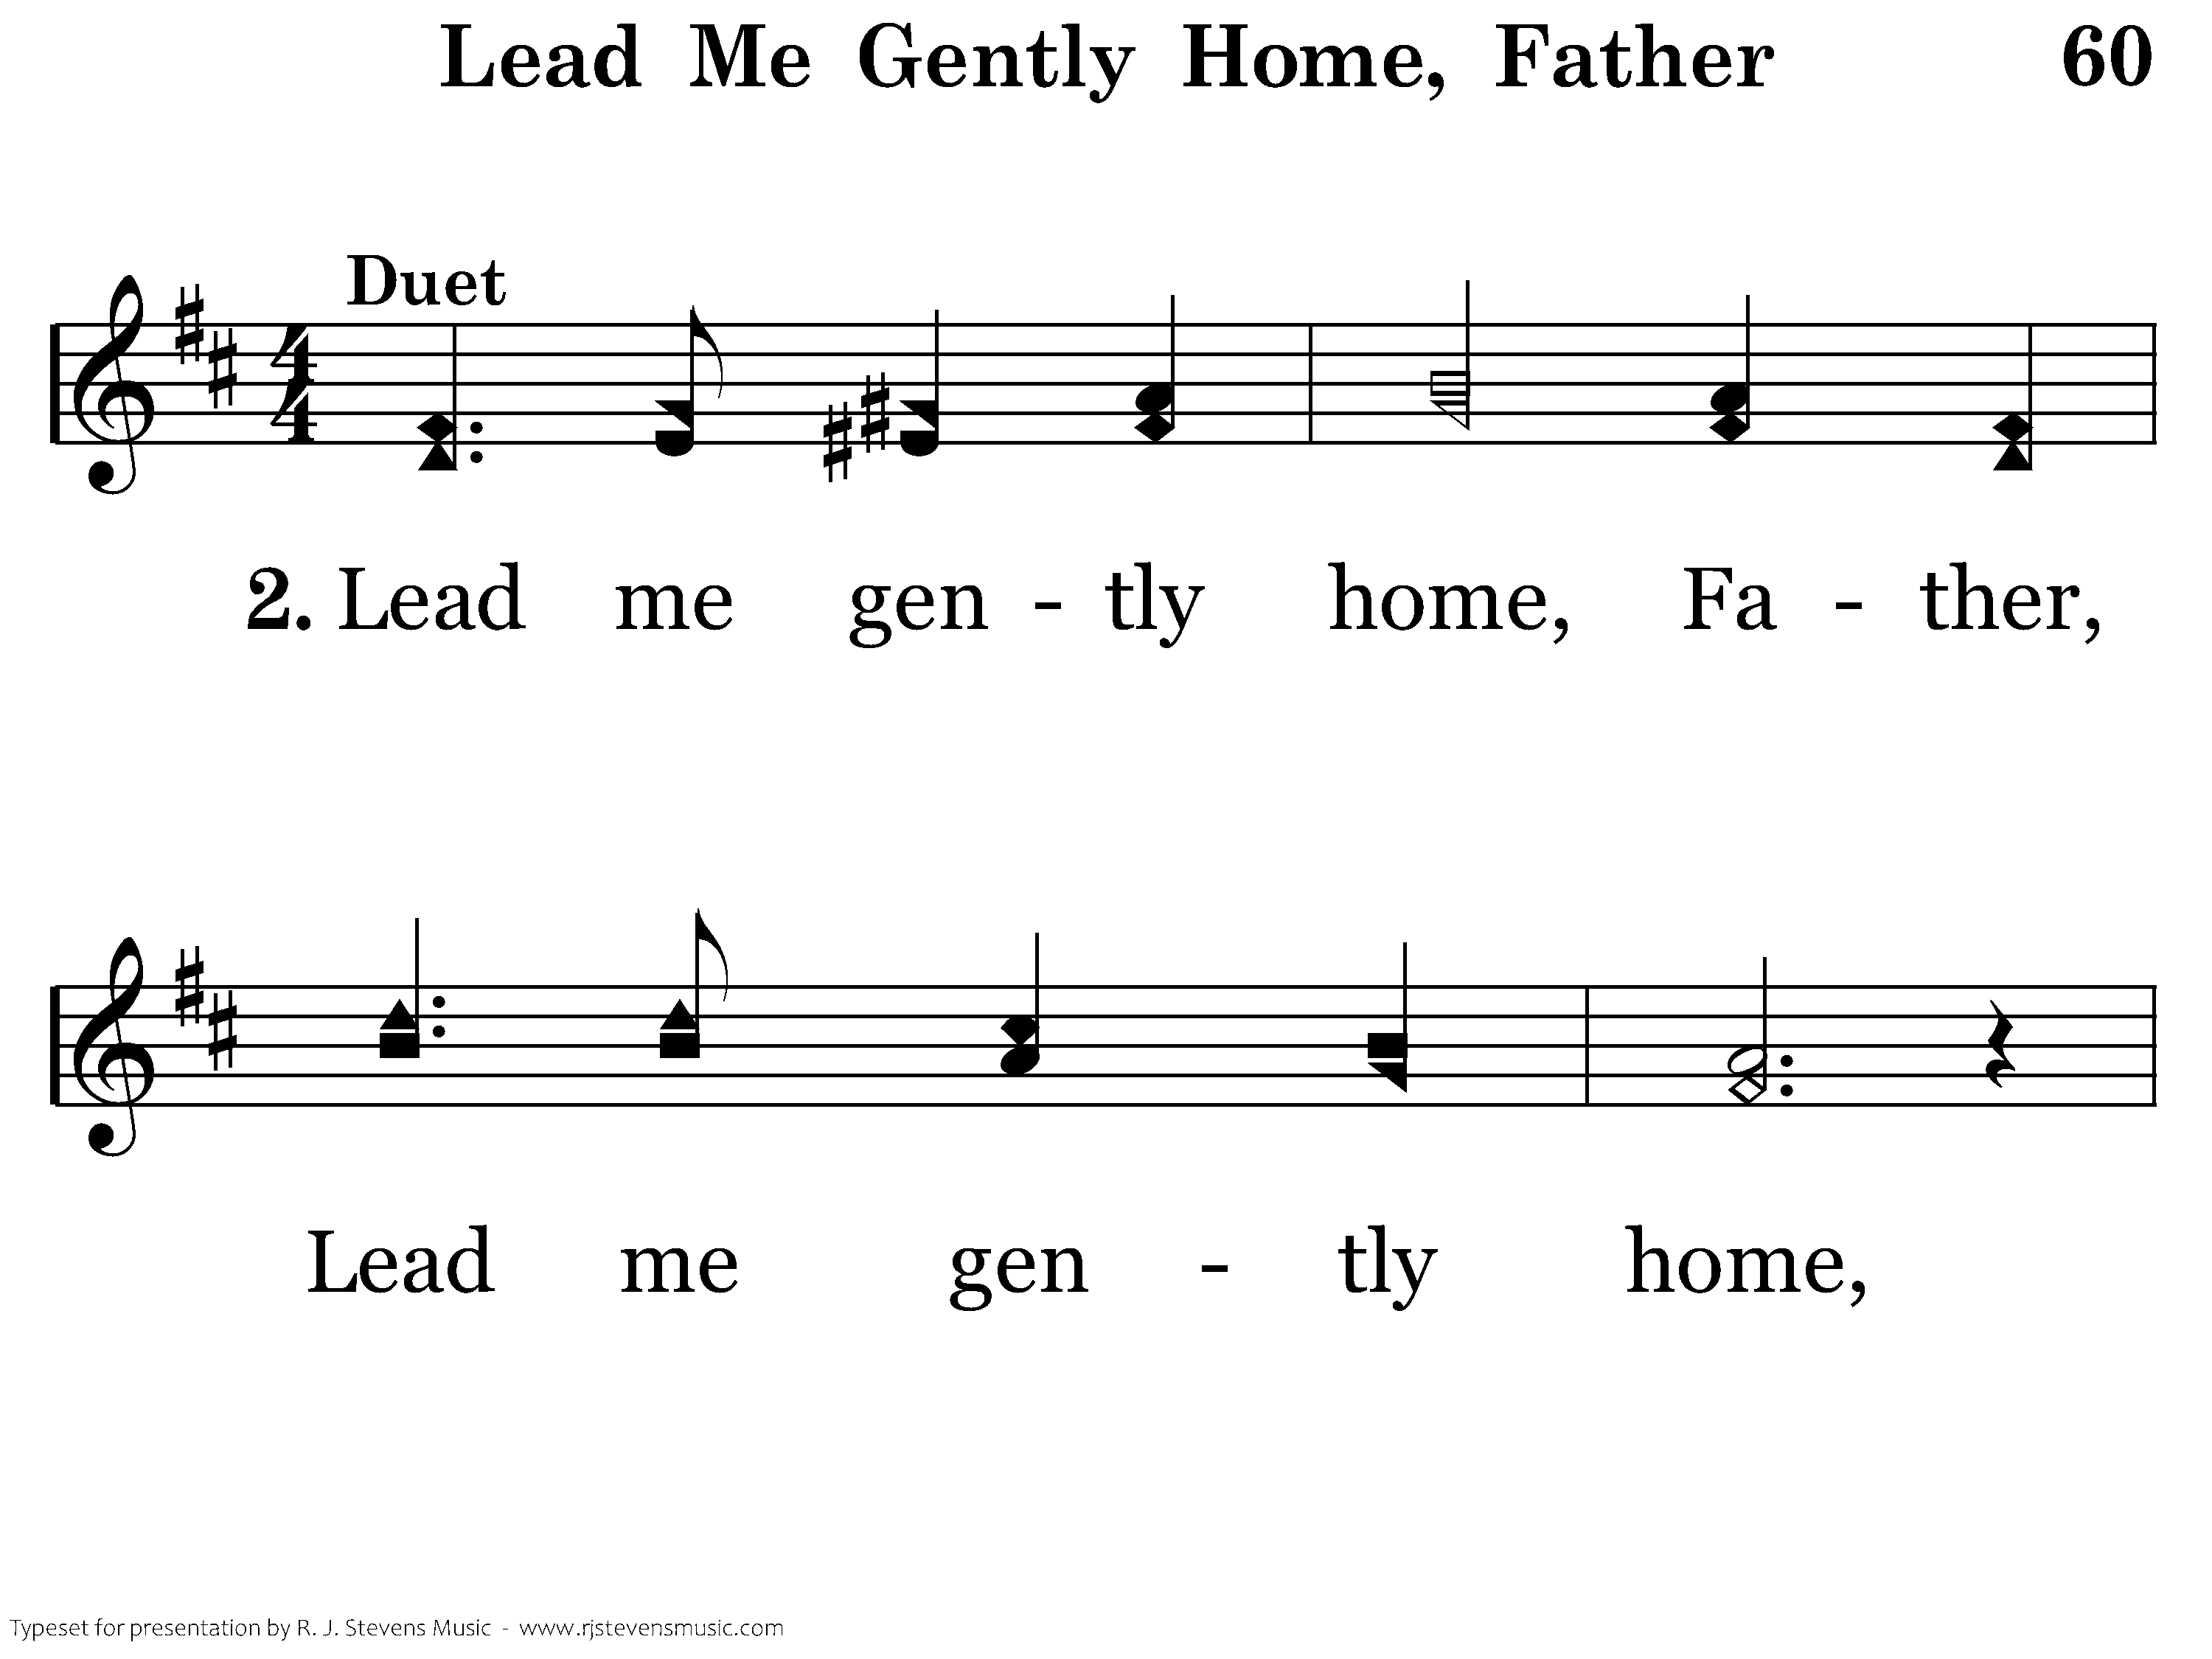 Lead Me Gently Home, Father 60
Duet
2. Lead me gen - tly home, Fa - ther,
Lead me gen - tly home,
Typeset for presentation by R. J. Stevens Music - www.rjstevensmusic.com